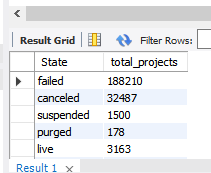 Result Grid Filter Rows:
State total_projects
failed 188210
canceled 32487
suspended 1500
purged 178
live 3163
Result 1 ×